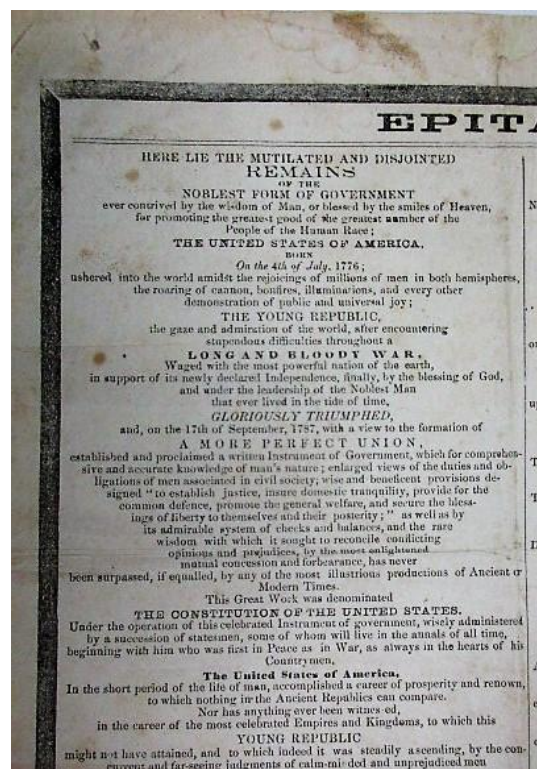 EPITA
HERE LIE THE MUTILATED AND DISJOINTED
REMAINS
OF THE
NOBLEST FORM OF GOVERNMENT
ever contrived by the wisdom of Man, or blessed by the smiles of Heaven,
for promoting the greatest good of the greatest number of the
People of the Human Race;
THE UNITED STATES OF AMERICA,
BORN
On the 4th of July, 1776;
ushered into the world amidst the rejoicings of millions of men in both hemispheres,
the roaring of cannon, bonfires, illuminations, and every other
demonstration of public and universal joy;
THE YOUNG REPUBLIC,
the gaze and admiration of the world, after encountering
stupendous difficulties throughout a
LONG AND BLOODY WAR,
Waged with the most powerful nation of the earth,
in support of its newly declared Independence, finally, by the blessing of God,
and under the leadership of the Noblest Man
that ever lived in the tide of time,
GLORIOUSLY TRIUMPHED,
and, on the 17th of September, 1787, with a view to the formation of
A MORE PERFECT UNION,
established and proclaimed a written Instrument of Government, which for comprehen-
sive and accurate knowledge of man's nature; enlarged views of the duties and ob-
ligations of men associated in civil society; wise and beneficent provisions de-
signed "to establish justice, insure domestic tranquility, provide for the
common defence, promote the general welfare, and secure the bless-
ings of liberty to themselves and their posterity;" as well as by
its admirable system of checks and balances, and the rare
wisdom with which it sought to reconcile conflicting
opinions and prejudices, by the most enlightened
mutual concession and forbearance, has never
been surpassed, if equalled, by any of the most illustrious productions of Ancient or
Modern Times.
This Great Work was denominated
THE CONSTITUTION OF THE UNITED STATES.
Under the operation of this celebrated Instrument of government, wisely administered
by a succession of statesmen, some of whom will live in the annals of all time,
beginning with him who was first in Peace as in War, as always in the hearts of his
Countrymen,
The United States of America,
In the short period of the life of man, accomplished a career of prosperity and renown,
to which nothing in the Ancient Republics can compare.
Nor has anything ever been witnessed,
in the career of the most celebrated Empires and Kingdoms, to which this
YOUNG REPUBLIC
might not have attained, and to which indeed it was steadily ascending, by the con-
current and far-seeing judgments of calm-minded and unprejudiced men